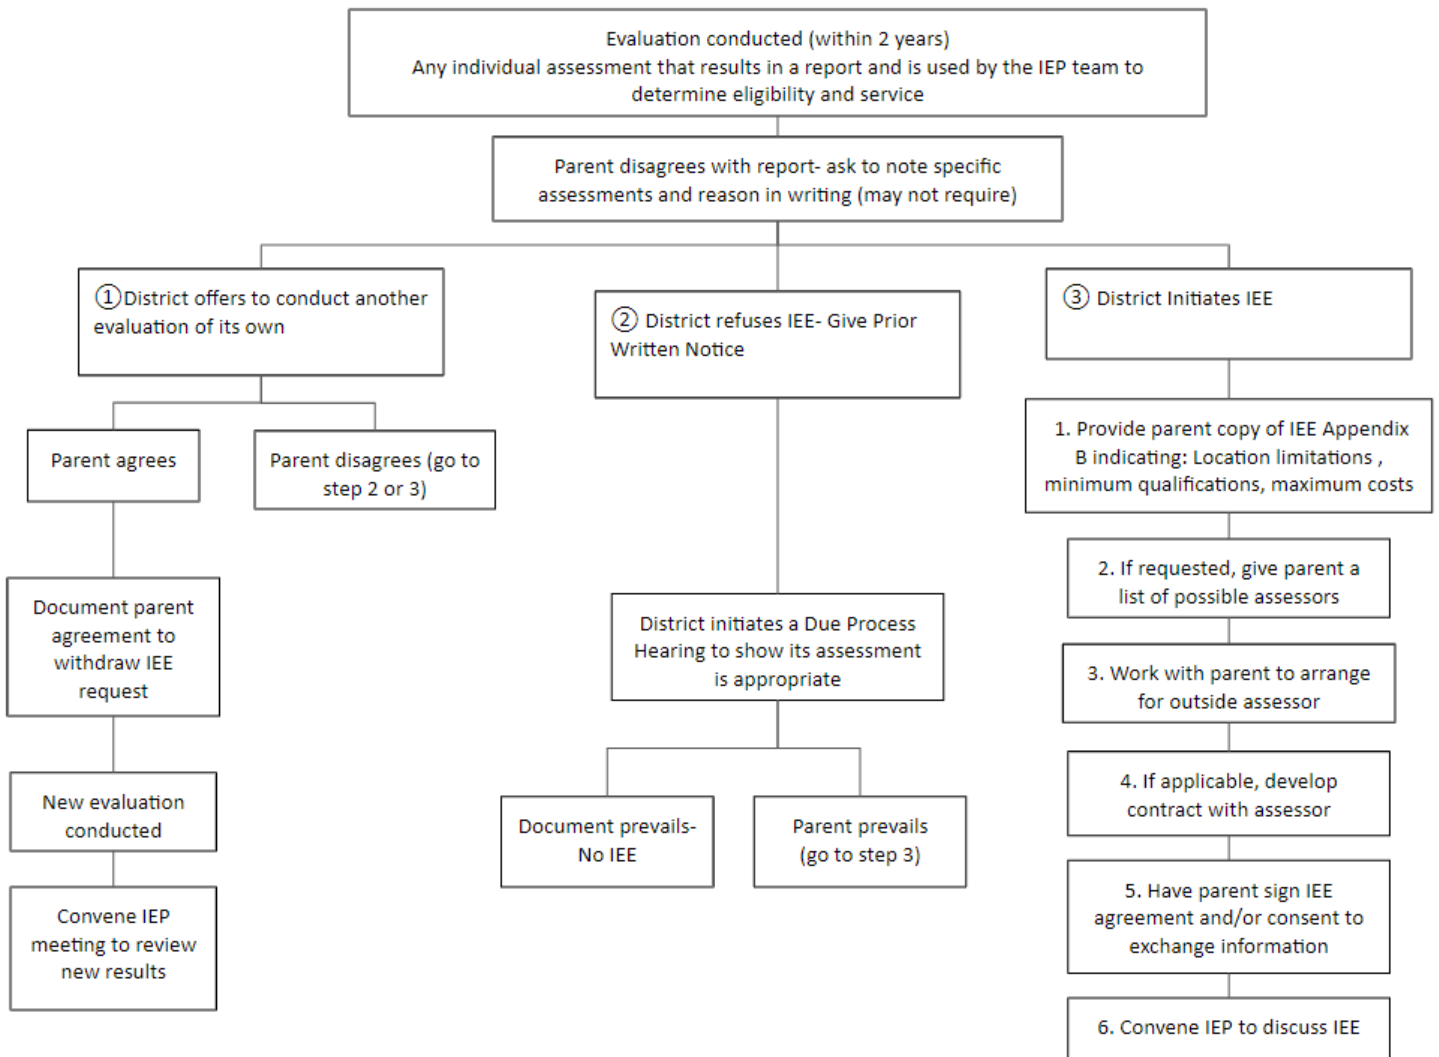 Evaluation conducted (within 2 years)
Any individual assessment that results in a report and is used by the IEP team to
determine eligibility and service
Parent disagrees with report- ask to note specific
assessments and reason in writing (may not require)
①District offers to conduct another
evaluation of its own
② District refuses IEE- Give Prior
Written Notice
③ District Initiates IEE
Parent agrees
Parent disagrees (go to
step 2 or 3)
Document parent
agreement to
withdraw IEE
request
New evaluation
conducted
Convene IEP
meeting to review
new results
District initiates a Due Process
Hearing to show its assessment
is appropriate
Document prevails-
No IEE
Parent prevails
(go to step 3)
1. Provide parent copy of IEE Appendix
B indicating: Location limitations ,
minimum qualifications, maximum costs
2. If requested, give parent a
list of possible assessors
3. Work with parent to arrange
for outside assessor
4. If applicable, develop
contract with assessor
5. Have parent sign IEE
agreement and/or consent to
exchange information
6. Convene IEP to discuss IEE